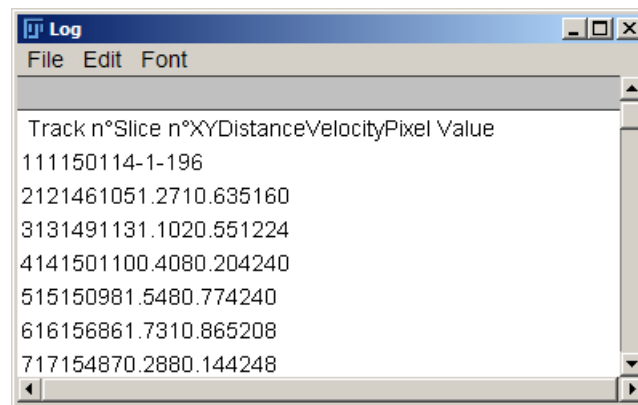 Log
File Edit Font
Track n°Slice n°XYDistanceVelocityPixel Value
111150114-1-196
2121461051.2710.635160
3131491131.1020.551224
4141501100.4080.204240
515150981.5480.774240
616156861.7310.865208
717154870.2880.144248